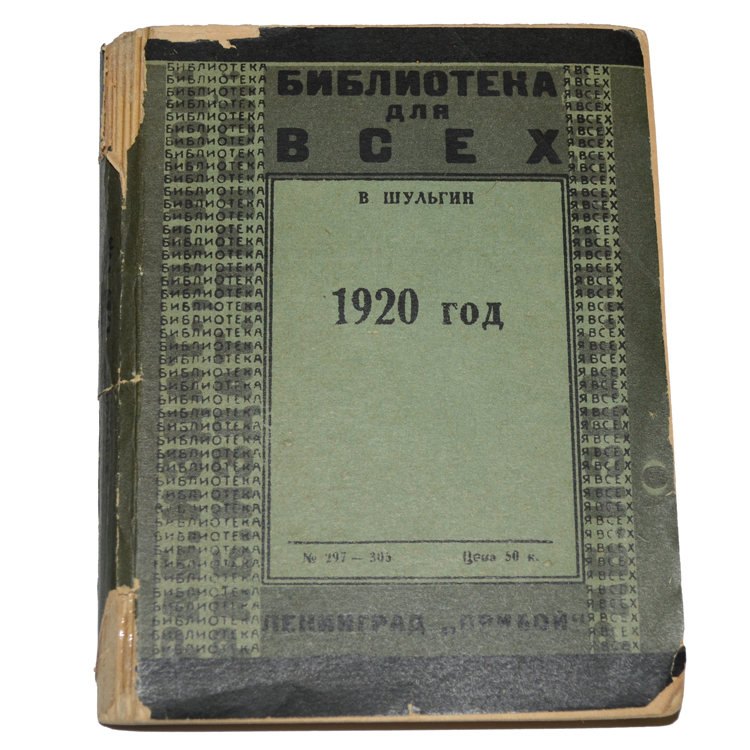 БИБЛИОТЕКА
для
ВСЕХ
В ШУЛЬГИН
1920 год
№ 297 — 305 Цена 50 к.
ЛЕНИНГРАД „ПРИБОЙ“